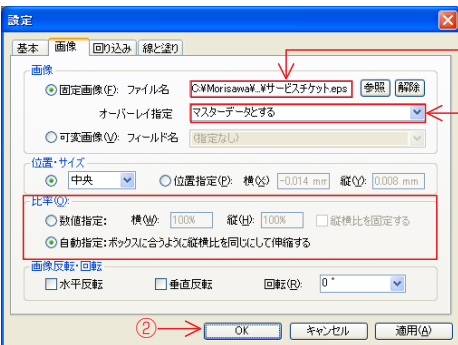 設定
基本 画像 回り込み 線と塗り
画像
固定画像(F): ファイル名 C:¥Morisawa¥..¥サービスチケット.eps 参照 解除
オーバーレイ指定 マスターデータとする
可変画像(V): フィールド名 (指定なし)
位置・サイズ
中央 位置指定(P): 横(X) -0.014 mm 縦(Y): 0.008 mm
比率(O):
数値指定: 横(W): 100% 縦(H): 100% 縦横比を固定する
自動指定:ボックスに合うように縦横比を同じにして伸縮する
画像反転・回転
水平反転 垂直反転 回転(R): 0°
② OK キャンセル 適用(A)